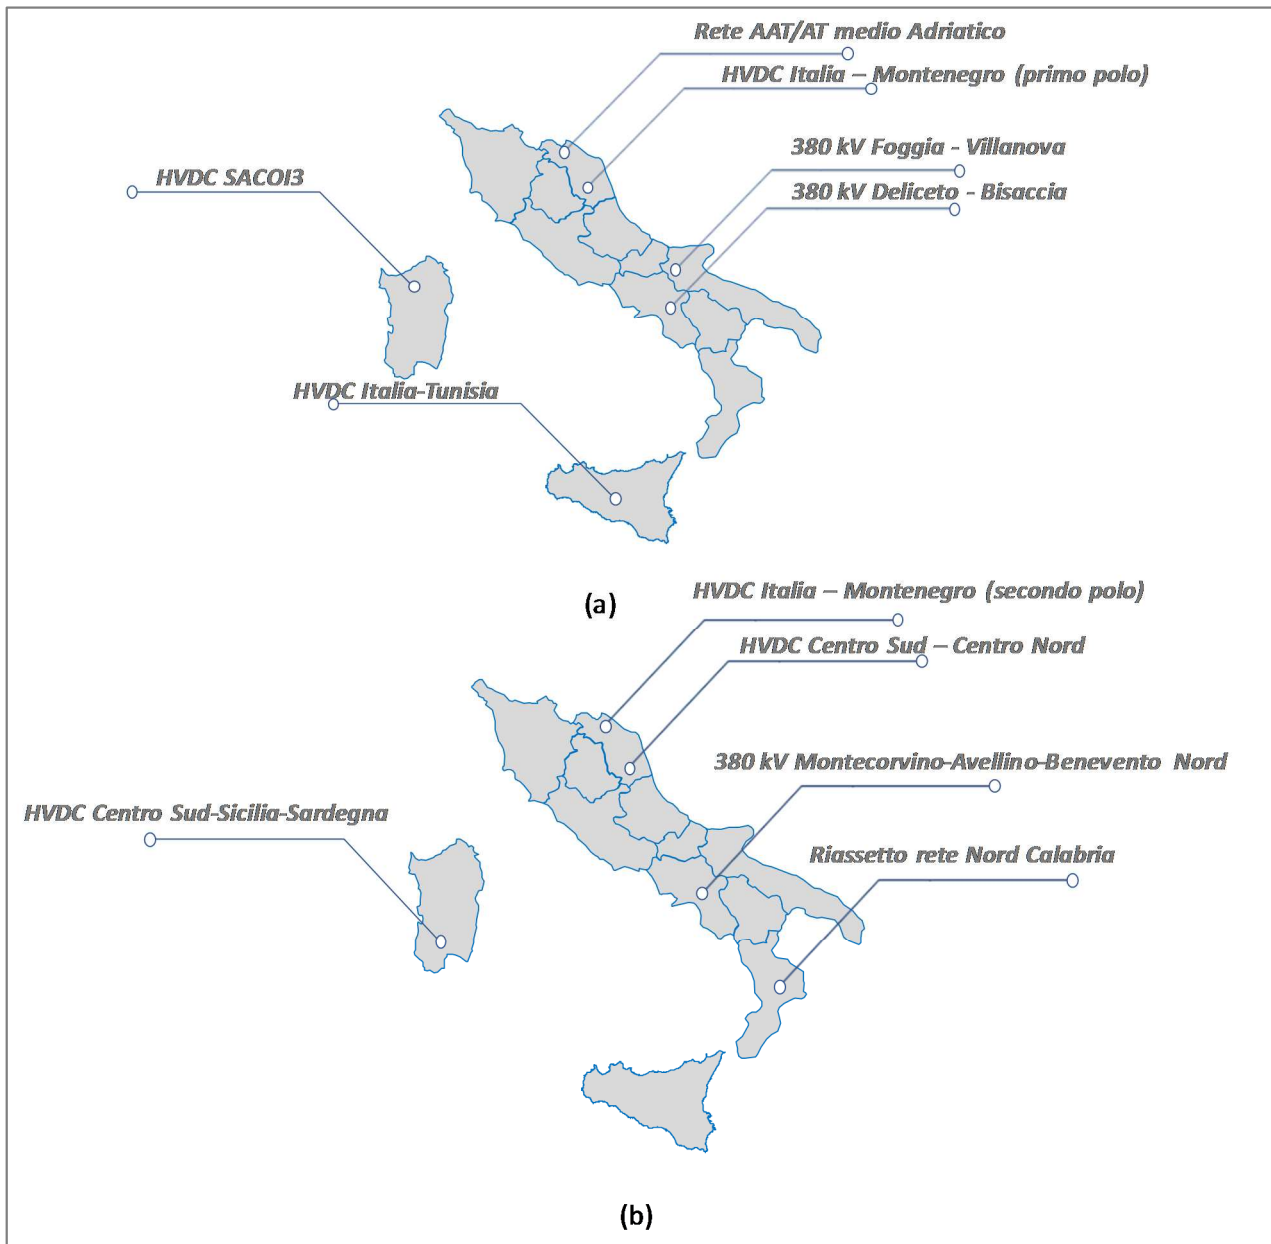 Rete AAT/AT medio Adriatico
HVDC Italia – Montenegro (primo polo)
380 kV Foggia - Villanova
HVDC SACOI3
380 kV Deliceto - Bisaccia
HVDC Italia-Tunisia
(a)
HVDC Italia – Montenegro (secondo polo)
HVDC Centro Sud – Centro Nord
380 kV Montecorvino-Avellino-Benevento Nord
HVDC Centro Sud-Sicilia-Sardegna
Riassetto rete Nord Calabria
(b)